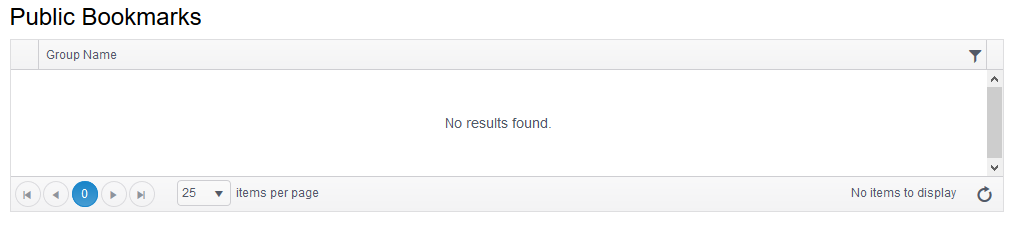 Public Bookmarks
Group Name
No results found.
0 25 items per page No items to display